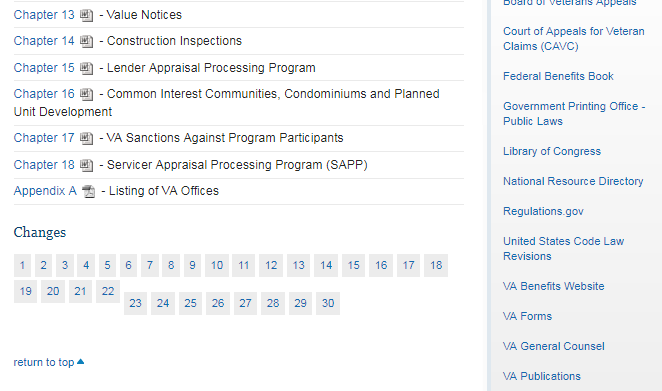 Chapter 13 - Value Notices
Chapter 14 - Construction Inspections
Chapter 15 - Lender Appraisal Processing Program
Chapter 16 - Common Interest Communities, Condominiums and Planned
Unit Development
Chapter 17 - VA Sanctions Against Program Participants
Chapter 18 - Servicer Appraisal Processing Program (SAPP)
Appendix A - Listing of VA Offices
Changes
1 2 3 4 5 6 7 8 9 10 11 12 13 14 15 16 17 18
19 20 21 22
23 24 25 26 27 28 29 30
return to top
Board of Veterans Appeals
Court of Appeals for Veteran
Claims (CAVC)
Federal Benefits Book
Government Printing Office -
Public Laws
Library of Congress
National Resource Directory
Regulations.gov
United States Code Law
Revisions
VA Benefits Website
VA Forms
VA General Counsel
VA Publications